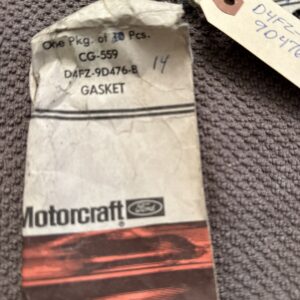 One Pkg. of 30 Pcs.
CG-559
D4FZ-9D476-B
14
GASKET
Motorcraft Ford
D4FZ
9D476